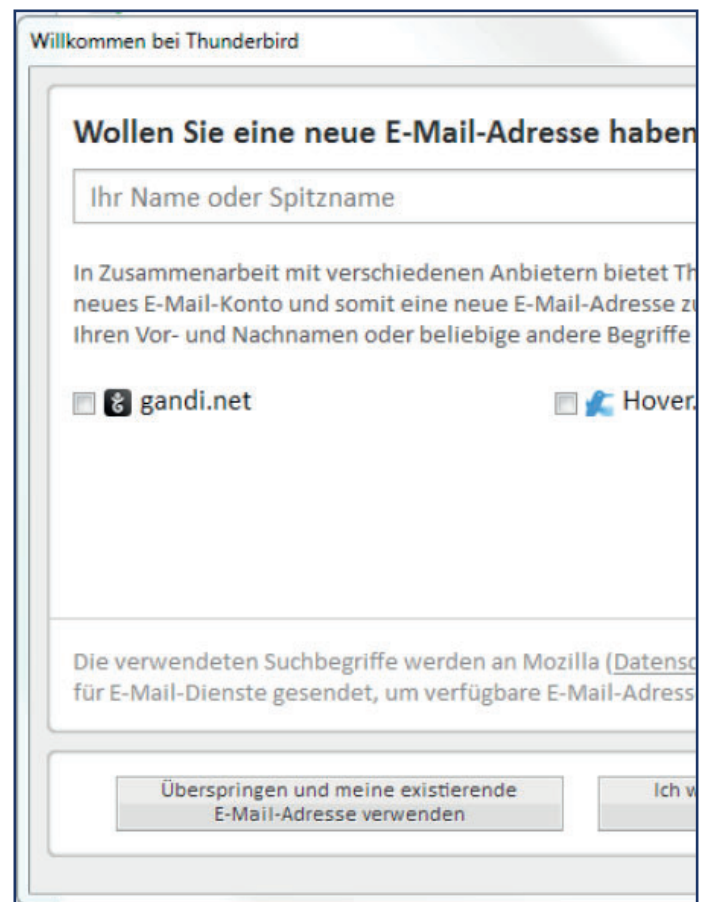 Willkommen bei Thunderbird
Wollen Sie eine neue E-Mail-Adresse haben
Ihr Name oder Spitzname
In Zusammenarbeit mit verschiedenen Anbietern bietet Th
neues E-Mail-Konto und somit eine neue E-Mail-Adresse zu
Ihren Vor- und Nachnamen oder beliebige andere Begriffe
gandi.net Hover.
Die verwendeten Suchbegriffe werden an Mozilla (Datensc
für E-Mail-Dienste gesendet, um verfügbare E-Mail-Adress
Überspringen und meine existierende Ich w
E-Mail-Adresse verwenden